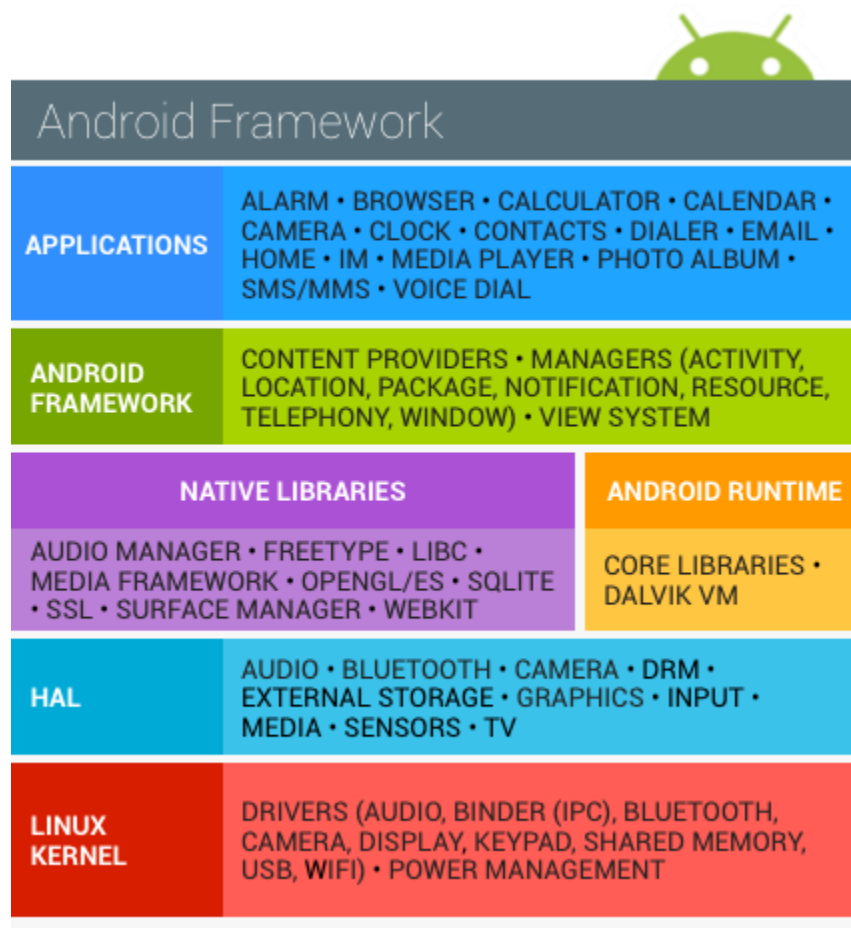 Android Framework
APPLICATIONS
ALARM • BROWSER • CALCULATOR • CALENDAR •
CAMERA • CLOCK • CONTACTS • DIALER • EMAIL •
HOME • IM • MEDIA PLAYER • PHOTO ALBUM •
SMS/MMS • VOICE DIAL
ANDROID
FRAMEWORK
CONTENT PROVIDERS • MANAGERS (ACTIVITY,
LOCATION, PACKAGE, NOTIFICATION, RESOURCE,
TELEPHONY, WINDOW) • VIEW SYSTEM
NATIVE LIBRARIES
AUDIO MANAGER • FREETYPE • LIBC •
MEDIA FRAMEWORK • OPENGL/ES • SQLITE
• SSL • SURFACE MANAGER • WEBKIT
ANDROID RUNTIME
CORE LIBRARIES •
DALVIK VM
HAL
AUDIO • BLUETOOTH • CAMERA • DRM •
EXTERNAL STORAGE • GRAPHICS • INPUT •
MEDIA • SENSORS • TV
LINUX
KERNEL
DRIVERS (AUDIO, BINDER (IPC), BLUETOOTH,
CAMERA, DISPLAY, KEYPAD, SHARED MEMORY,
USB, WIFI) • POWER MANAGEMENT